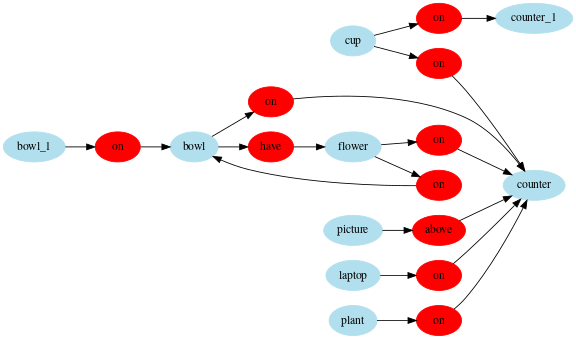 on
counter_1
cup
on
on
bowl_1
on
bowl
have
flower
on
on
counter
picture
above
laptop
on
plant
on